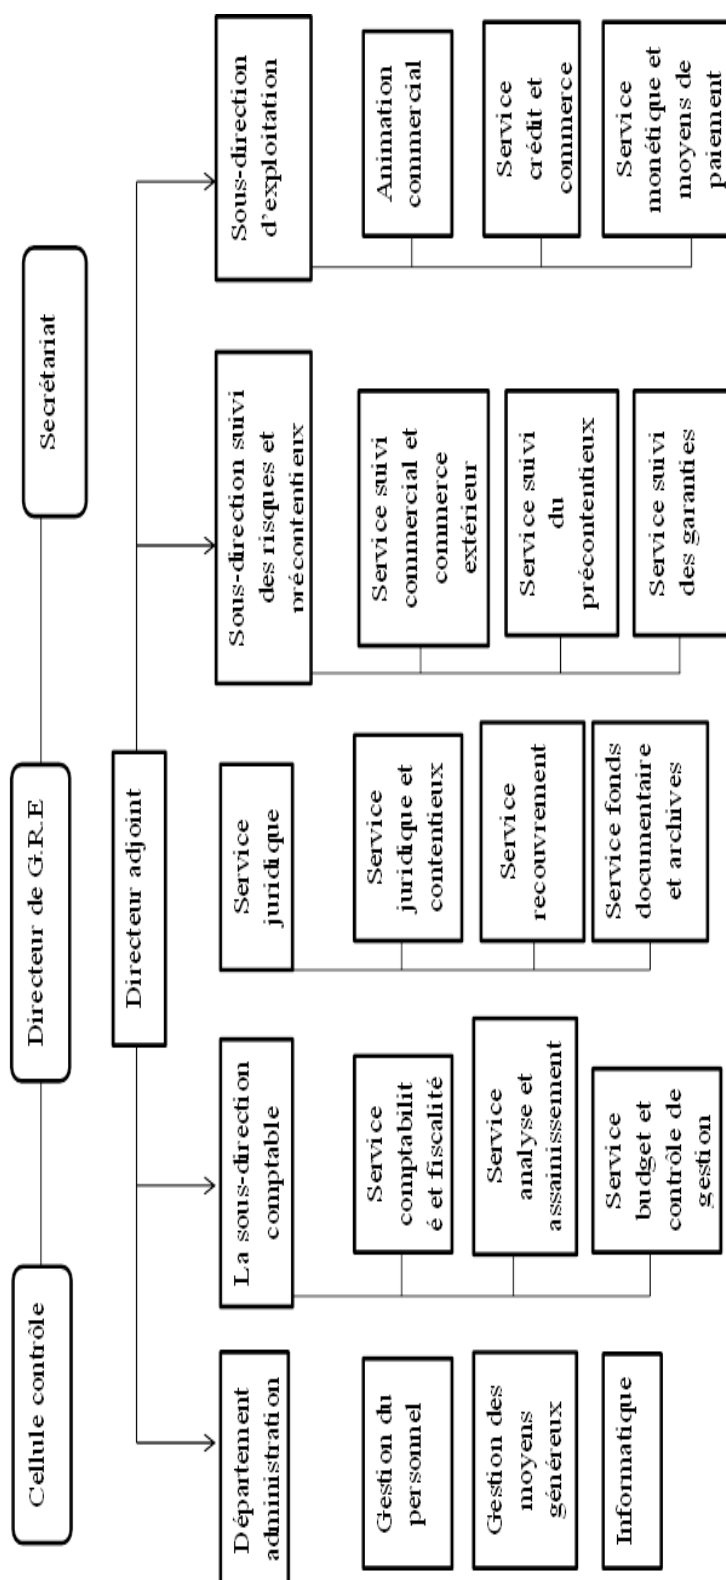 Cellule contrôle
Directeur de G.R.E
Secrétariat
Directeur adjoint
Département
administration
La sous-direction
comptable
Service
juridique
Sous-direction suivi
des risques et
précontentieux
Sous-direction
d'exploitation
Gestion du
personnel
Gestion des
moyens
généreux
Informatique
Service
comptabilit
é et fiscalité
Service
analyse et
assainissement
Service
budget et
contrôle de
gestion
Service
juridique et
contentieux
Service
recouvrement
Service fonds
documentaire
et archives
Service suivi
commercial et
commerce
extérieur
Service suivi
du
précontentieux
Service suivi
des garanties
Animation
commercial
Service
crédit et
commerce
Service
monétique et
moyens de
paiement